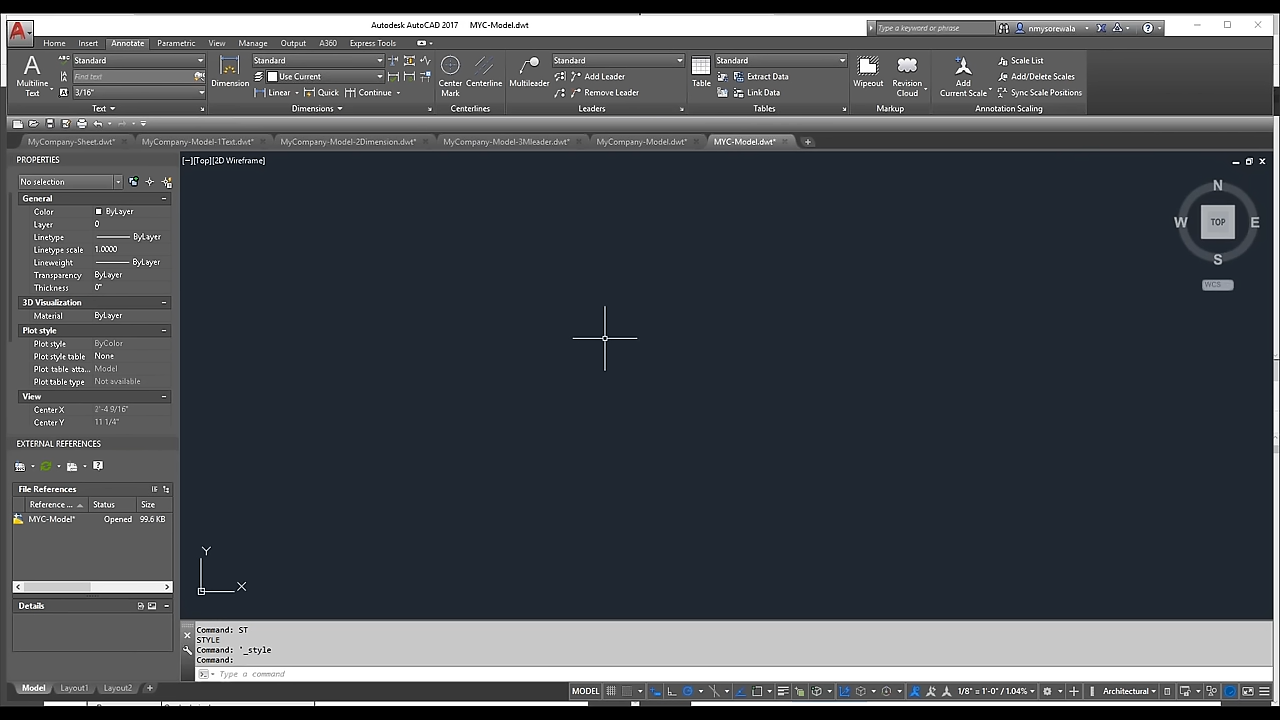 Autodesk AutoCAD 2017 MYC-Model.dwt
Type a keyword or phrase
nmysorewala
Home Insert Annotate Parametric View Manage Output A360 Express Tools
Multiline Text
Standard
Find text
3/16"
Text
Dimension
Standard
Use Current
Linear Quick Continue
Dimensions
Center Mark
Centerline
Centerlines
Multileader
Standard
Add Leader
Remove Leader
Leaders
Table
Standard
Extract Data
Link Data
Tables
Wipeout
Revision Cloud
Markup
Add Current Scale
Scale List
Add/Delete Scales
Sync Scale Positions
Annotation Scaling
MyCompany-Sheet.dwt* MyCompany-Model-1Text.dwt* MyCompany-Model-2Dimension.dwt* MyCompany-Model-3Mleader.dwt* MyCompany-Model.dwt* MYC-Model.dwt*
PROPERTIES
No selection
General
Color ByLayer
Layer 0
Linetype ByLayer
Linetype scale 1.0000
Lineweight ByLayer
Transparency ByLayer
Thickness 0"
3D Visualization
Material ByLayer
Plot style
Plot style ByColor
Plot style table None
Plot table atta... Model
Plot table type Not available
View
Center X 2'-4 9/16"
Center Y 11 1/4"
EXTERNAL REFERENCES
File References
Reference ... Status Size
MYC-Model* Opened 99.6 KB
Details
[−][Top][2D Wireframe]
N
W TOP E
S
WCS
Y
X
Command: ST
STYLE
Command: '_style
Command:
Type a command
Model Layout1 Layout2 +
MODEL 1/8" = 1'-0" / 1.04% Architectural